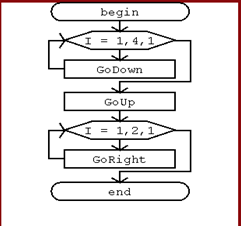 begin
I = 1,4,1
GoDown
GoUp
I = 1,2,1
GoRight
end